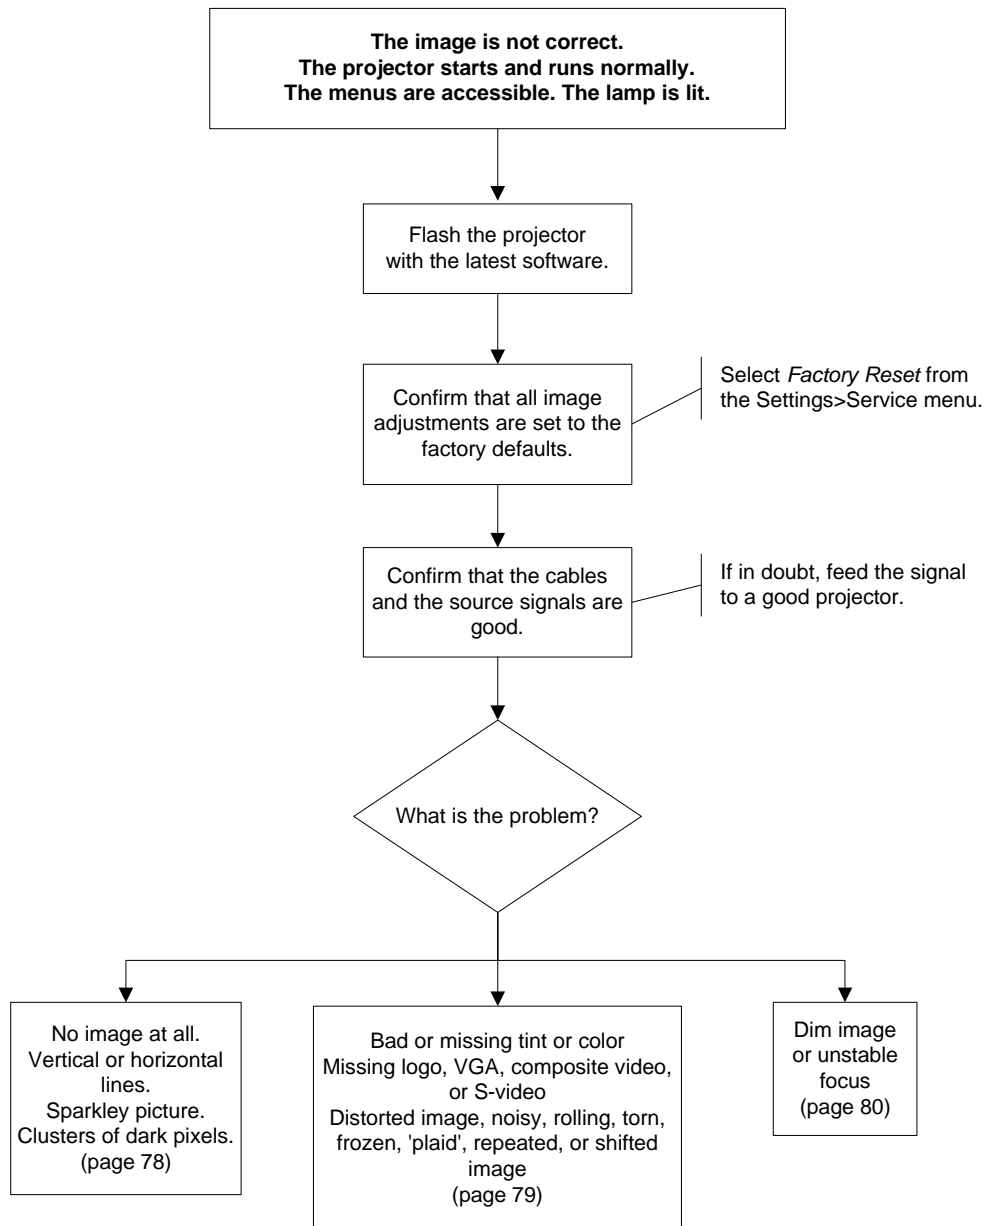 The image is not correct.
The projector starts and runs normally.
The menus are accessible. The lamp is lit.
Flash the projector
with the latest software.
Confirm that all image
adjustments are set to the
factory defaults.
Select Factory Reset from
the Settings>Service menu.
Confirm that the cables
and the source signals are
good.
If in doubt, feed the signal
to a good projector.
What is the problem?
No image at all.
Vertical or horizontal
lines.
Sparkley picture.
Clusters of dark pixels.
(page 78)
Bad or missing tint or color
Missing logo, VGA, composite video,
or S-video
Distorted image, noisy, rolling, torn,
frozen, 'plaid', repeated, or shifted
image
(page 79)
Dim image
or unstable
focus
(page 80)